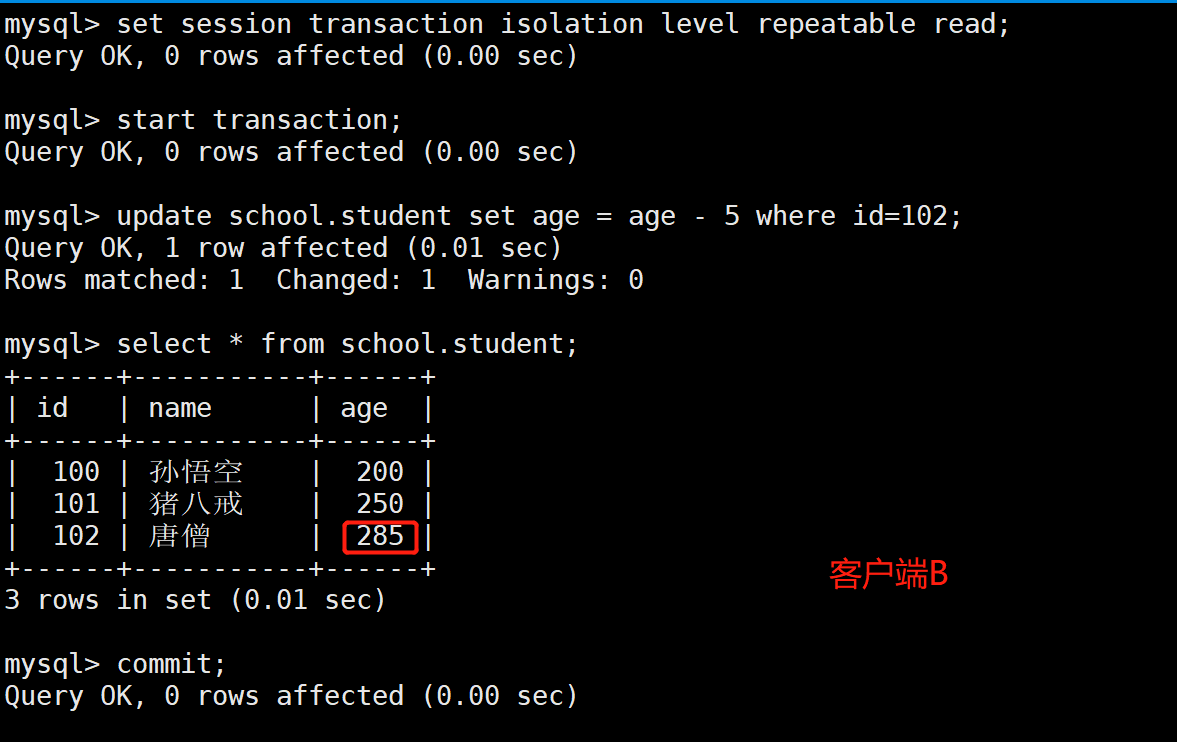 mysql> set session transaction isolation level repeatable read;
Query OK, 0 rows affected (0.00 sec)
mysql> start transaction;
Query OK, 0 rows affected (0.00 sec)
mysql> update school.student set age = age - 5 where id=102;
Query OK, 1 row affected (0.01 sec)
Rows matched: 1  Changed: 1  Warnings: 0
mysql> select * from school.student;
+------+-----------+------+
| id   | name      | age  |
+------+-----------+------+
|  100 | 孙悟空    |  200 |
|  101 | 猪八戒    |  250 |
|  102 | 唐僧      |  285 |
+------+-----------+------+
客户端B
3 rows in set (0.01 sec)
mysql> commit;
Query OK, 0 rows affected (0.00 sec)